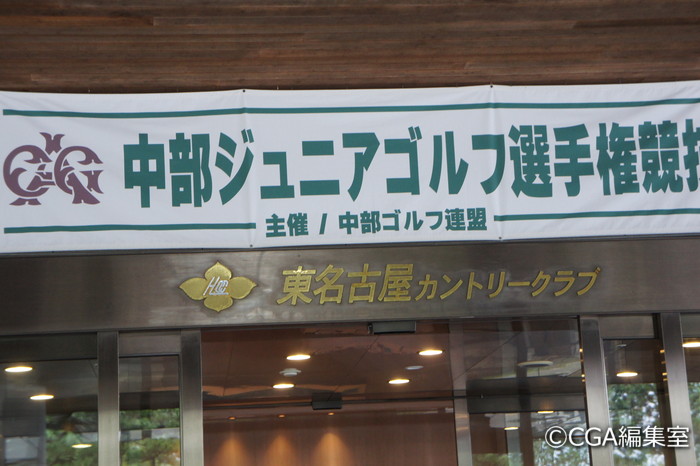 中部ジュニアゴルフ選手権競技
主催 / 中部ゴルフ連盟
東名古屋カントリークラブ
©CGA編集室